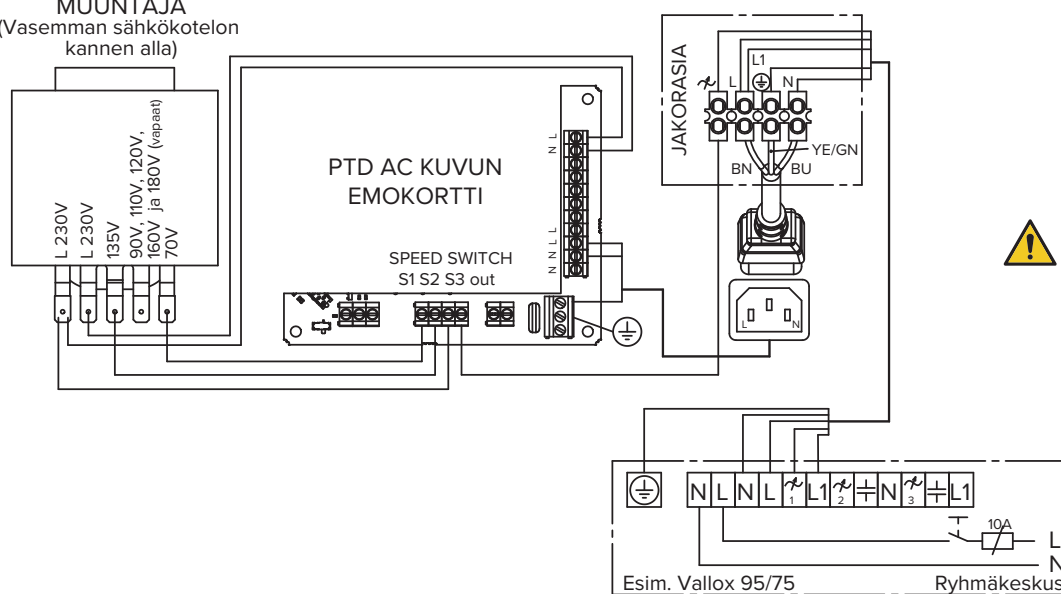 MUUNTAJA
(Vasemman sähkökotelon
kannen alla)
L 230V
L 230V
135V
90V, 110V, 120V,
160V ja 180V (vapaat)
70V
PTD AC KUVUN
EMOKORTTI
SPEED SWITCH
S1 S2 S3 out
N L
N N L L
JAKORASIA
L
L1
N
YE/GN
BN
BU
L
N
N L N L 1 L1 2 N 3 L1
10A
L
N
Esim. Vallox 95/75
Ryhmäkeskus